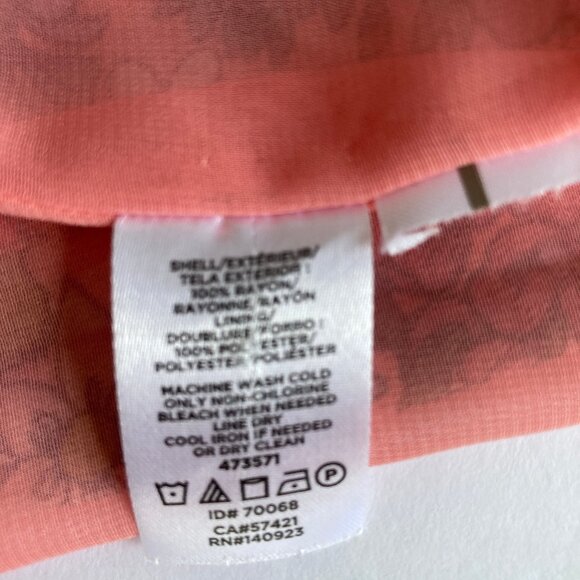 SHELL/EXTÉRIEUR/
TELA EXTERIOR :
100% RAYON/
RAYONNE/RAYÓN
LINING/
DOUBLURE/FORRO :
100% POLYESTER/
POLYESTER/POLIÉSTER
MACHINE WASH COLD
ONLY NON-CHLORINE
BLEACH WHEN NEEDED
LINE DRY
COOL IRON IF NEEDED
OR DRY CLEAN
473571
P
ID# 70068
CA#57421
RN#140923